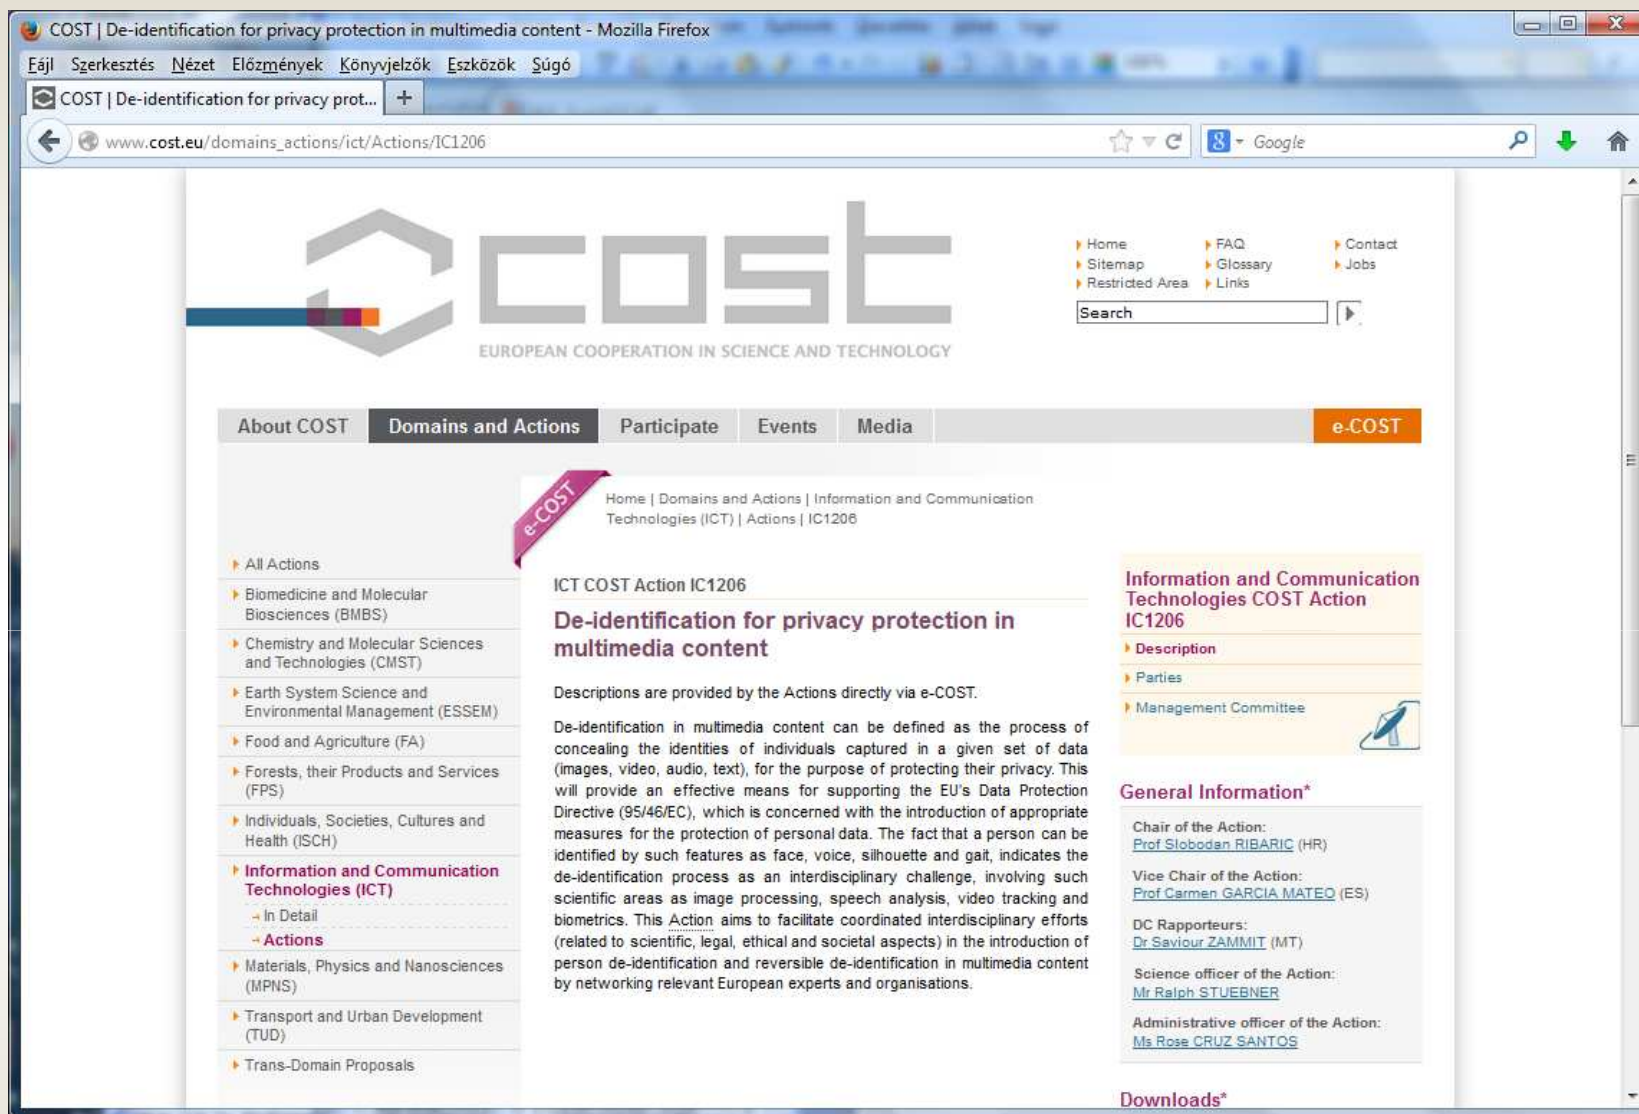 COST | De-identification for privacy protection in multimedia content - Mozilla Firefox
Fájl Szerkesztés Nézet Előzmények Könyvjelzők Eszközök Súgó
COST | De-identification for privacy prot...
www.cost.eu/domains_actions/ict/Actions/IC1206
Google
cost
EUROPEAN COOPERATION IN SCIENCE AND TECHNOLOGY
Home FAQ Contact
Sitemap Glossary Jobs
Restricted Area Links
Search
About COST Domains and Actions Participate Events Media e-COST
e-COST
Home | Domains and Actions | Information and Communication
Technologies (ICT) | Actions | IC1206
All Actions
Biomedicine and Molecular
Biosciences (BMBS)
Chemistry and Molecular Sciences
and Technologies (CMST)
Earth System Science and
Environmental Management (ESSEM)
Food and Agriculture (FA)
Forests, their Products and Services
(FPS)
Individuals, Societies, Cultures and
Health (ISCH)
Information and Communication
Technologies (ICT)
In Detail
Actions
Materials, Physics and Nanosciences
(MPNS)
Transport and Urban Development
(TUD)
Trans-Domain Proposals
ICT COST Action IC1206
De-identification for privacy protection in
multimedia content
Descriptions are provided by the Actions directly via e-COST.
De-identification in multimedia content can be defined as the process of
concealing the identities of individuals captured in a given set of data
(images, video, audio, text), for the purpose of protecting their privacy. This
will provide an effective means for supporting the EU's Data Protection
Directive (95/46/EC), which is concerned with the introduction of appropriate
measures for the protection of personal data. The fact that a person can be
identified by such features as face, voice, silhouette and gait, indicates the
de-identification process as an interdisciplinary challenge, involving such
scientific areas as image processing, speech analysis, video tracking and
biometrics. This Action aims to facilitate coordinated interdisciplinary efforts
(related to scientific, legal, ethical and societal aspects) in the introduction of
person de-identification and reversible de-identification in multimedia content
by networking relevant European experts and organisations.
Information and Communication
Technologies COST Action
IC1206
Description
Parties
Management Committee
General Information*
Chair of the Action:
Prof Slobodan RIBARIC (HR)
Vice Chair of the Action:
Prof Carmen GARCIA MATEO (ES)
DC Rapporteurs:
Dr Saviour ZAMMIT (MT)
Science officer of the Action:
Mr Ralph STUEBNER
Administrative officer of the Action:
Ms Rose CRUZ SANTOS
Downloads*